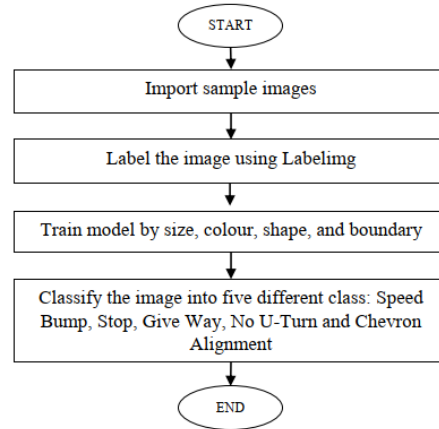 START
Import sample images
Label the image using Labelimg
Train model by size, colour, shape, and boundary
Classify the image into five different class: Speed
Bump, Stop, Give Way, No U-Turn and Chevron
Alignment
END